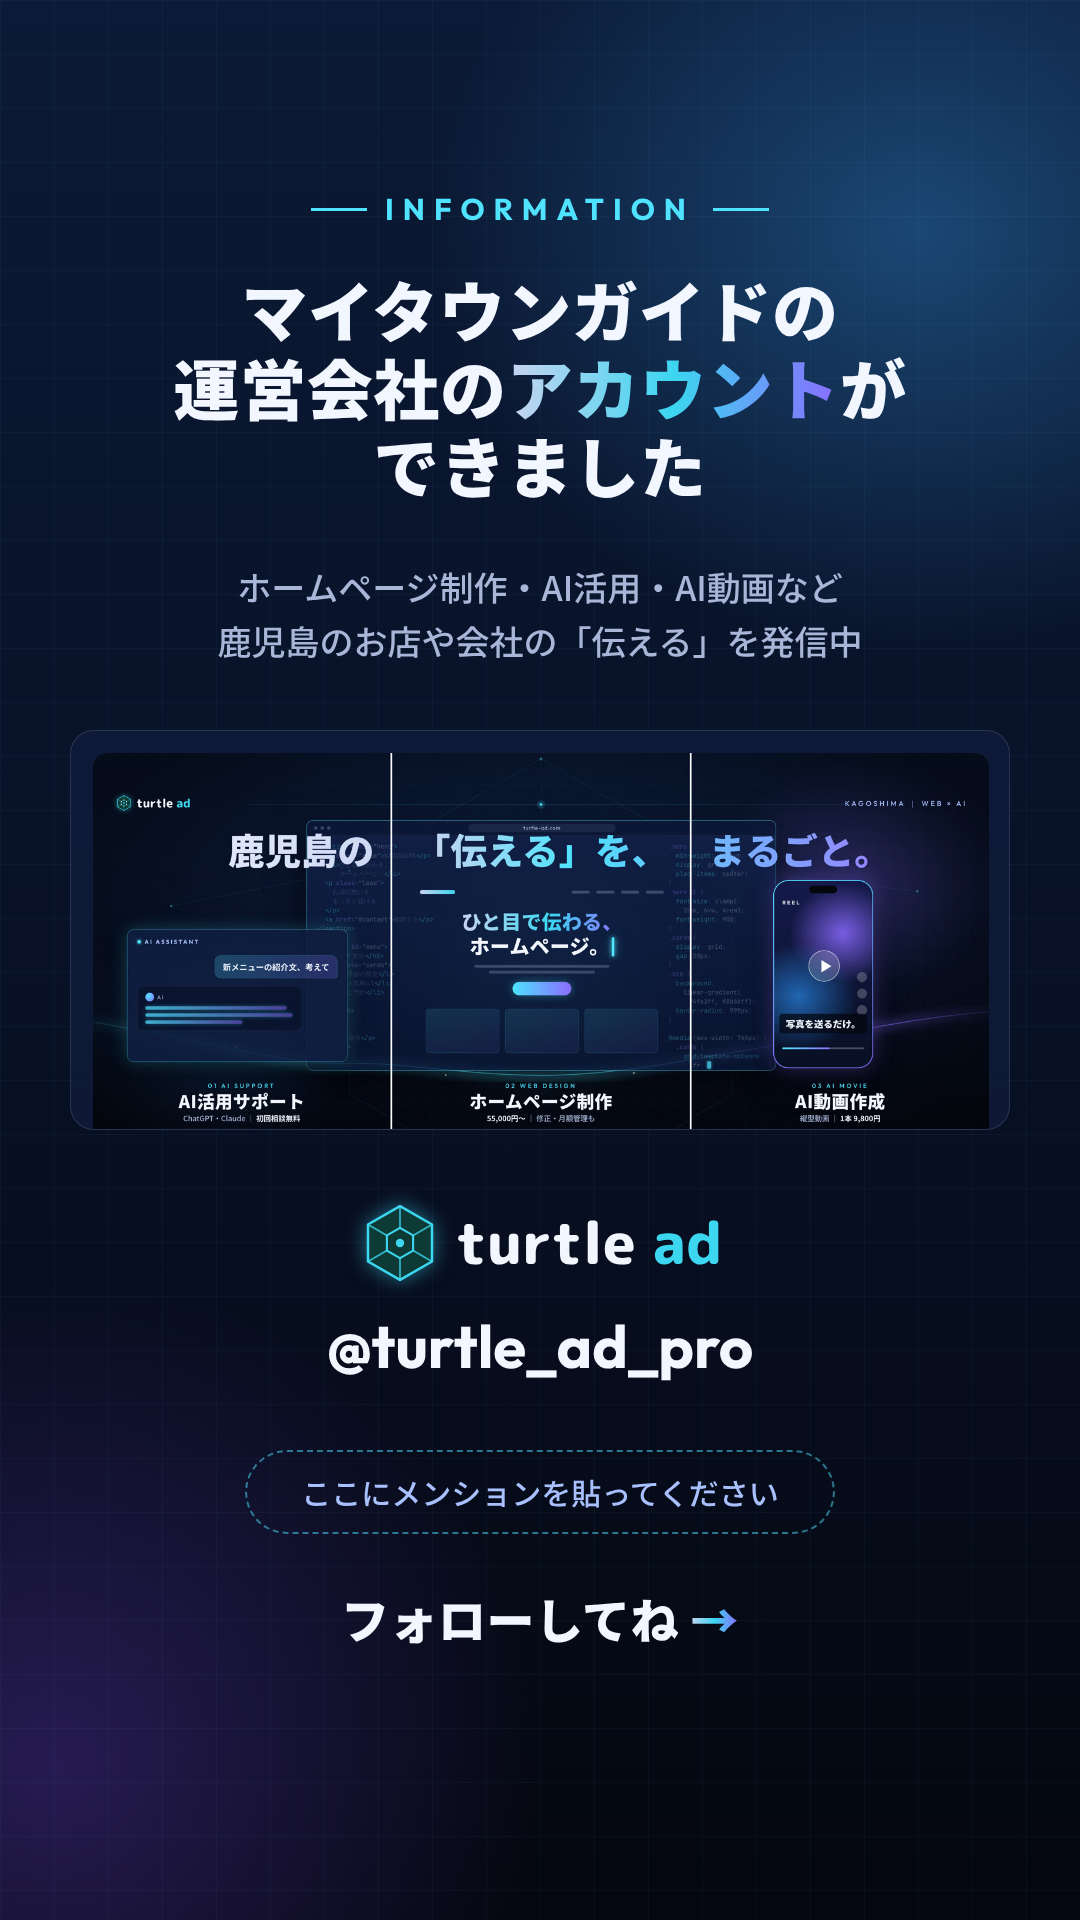 INFORMATION
マイタウンガイドの
運営会社のアカウントが
できました
ホームページ制作・AI活用・AI動画など
鹿児島のお店や会社の「伝える」を発信中
turtle ad
KAGOSHIMA | WEB × AI
turtle-ad.com
鹿児島の「伝える」を、まるごと。
ひと目で伝わる、
ホームページ。
AI ASSISTANT
新メニューの紹介文、考えて
AI
REEL
写真を送るだけ。
01 AI SUPPORT
AI活用サポート
ChatGPT・Claude | 初回相談無料
02 WEB DESIGN
ホームページ制作
55,000円〜 | 修正・月額管理も
03 AI MOVIE
AI動画作成
縦型動画 | 1本 9,800円
turtle ad
@turtle_ad_pro
ここにメンションを貼ってください
フォローしてね →